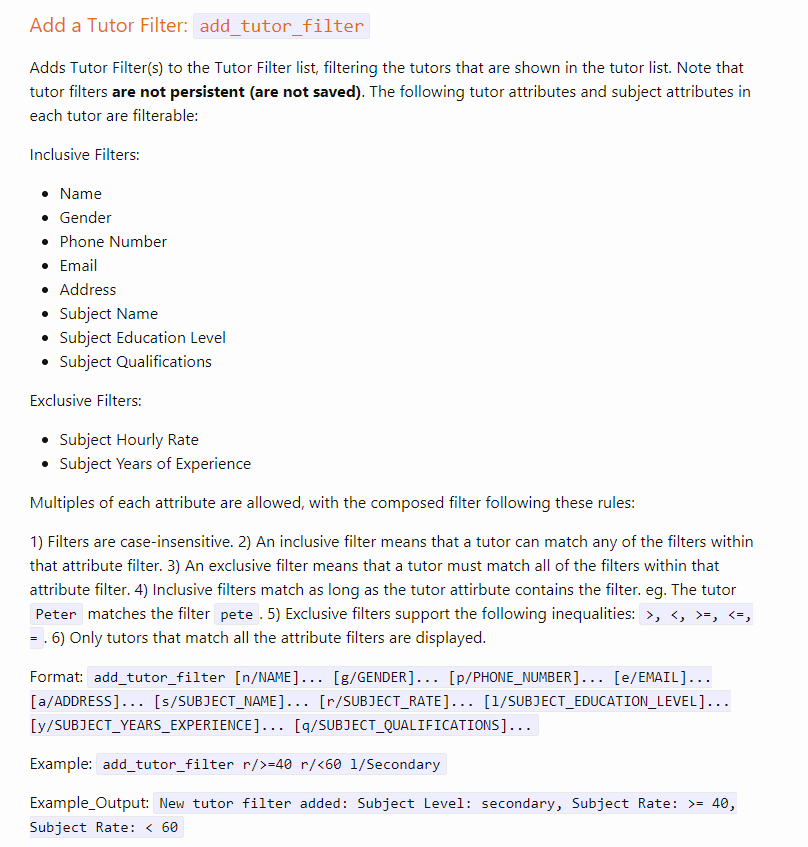 Add a Tutor Filter: add_tutor_filter
Adds Tutor Filter(s) to the Tutor Filter list, filtering the tutors that are shown in the tutor list. Note that
tutor filters are not persistent (are not saved). The following tutor attributes and subject attributes in
each tutor are filterable:
Inclusive Filters:
• Name
• Gender
• Phone Number
• Email
• Address
• Subject Name
• Subject Education Level
• Subject Qualifications
Exclusive Filters:
• Subject Hourly Rate
• Subject Years of Experience
Multiples of each attribute are allowed, with the composed filter following these rules:
1) Filters are case-insensitive. 2) An inclusive filter means that a tutor can match any of the filters within
that attribute filter. 3) An exclusive filter means that a tutor must match all of the filters within that
attribute filter. 4) Inclusive filters match as long as the tutor attirbute contains the filter. eg. The tutor
Peter matches the filter pete . 5) Exclusive filters support the following inequalities: >, <, >=, <=,
= . 6) Only tutors that match all the attribute filters are displayed.
Format: add_tutor_filter [n/NAME]... [g/GENDER]... [p/PHONE_NUMBER]... [e/EMAIL]...
[a/ADDRESS]... [s/SUBJECT_NAME]... [r/SUBJECT_RATE]... [l/SUBJECT_EDUCATION_LEVEL]...
[y/SUBJECT_YEARS_EXPERIENCE]... [q/SUBJECT_QUALIFICATIONS]...
Example: add_tutor_filter r/>=40 r/<60 l/Secondary
Example_Output: New tutor filter added: Subject Level: secondary, Subject Rate: >= 40,
Subject Rate: < 60